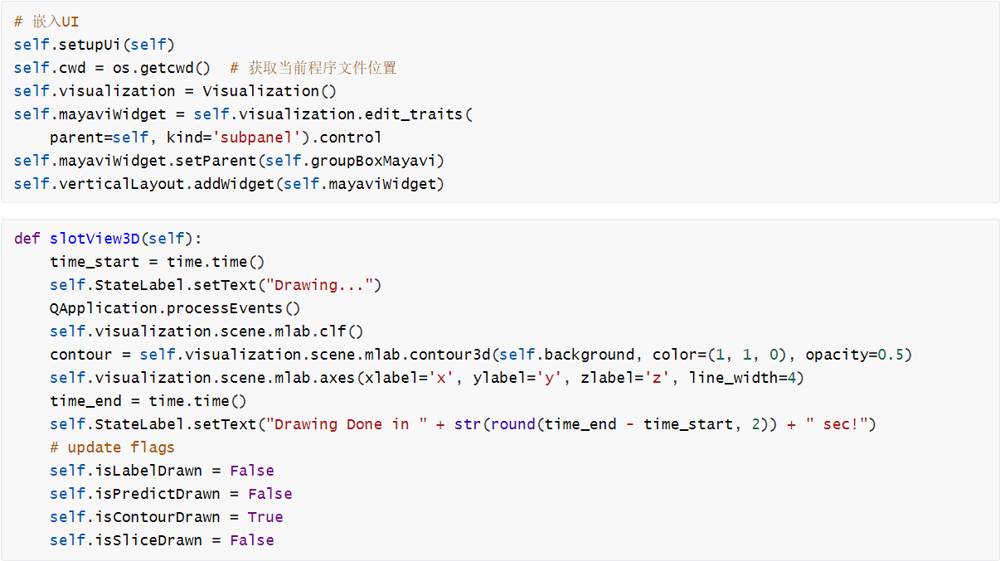 # 嵌入UI
self.setupUi(self)
self.cwd = os.getcwd()  # 获取当前程序文件位置
self.visualization = Visualization()
self.mayaviWidget = self.visualization.edit_traits(
    parent=self, kind='subpanel').control
self.mayaviWidget.setParent(self.groupBoxMayavi)
self.verticalLayout.addWidget(self.mayaviWidget)
def slotView3D(self):
    time_start = time.time()
    self.StateLabel.setText("Drawing...")
    QApplication.processEvents()
    self.visualization.scene.mlab.clf()
    contour = self.visualization.scene.mlab.contour3d(self.background, color=(1, 1, 0), opacity=0.5)
    self.visualization.scene.mlab.axes(xlabel='x', ylabel='y', zlabel='z', line_width=4)
    time_end = time.time()
    self.StateLabel.setText("Drawing Done in " + str(round(time_end - time_start, 2)) + " sec!")
    # update flags
    self.isLabelDrawn = False
    self.isPredictDrawn = False
    self.isContourDrawn = True
    self.isSliceDrawn = False